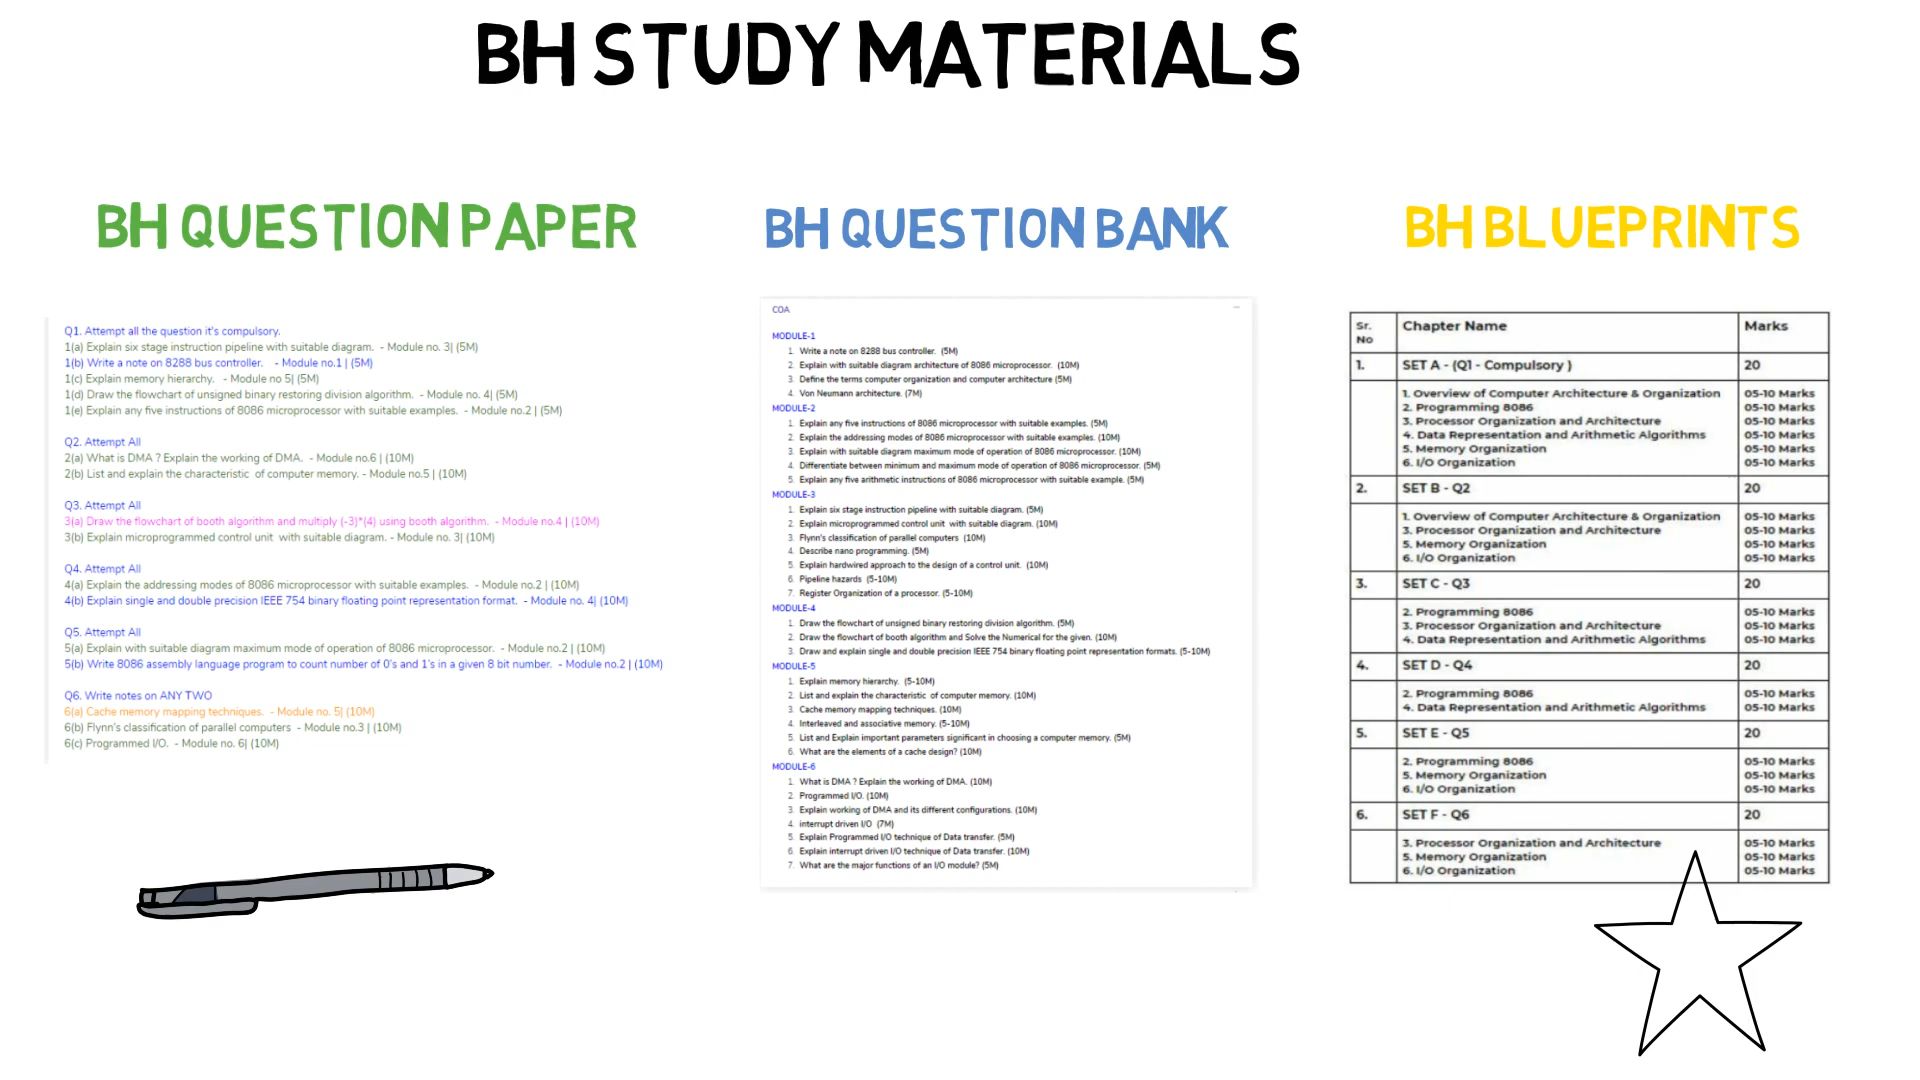 BH STUDY MATERIALS
BH QUESTION PAPER
Q1. Attempt all the question it's compulsory.
1(a) Explain six stage instruction pipeline with suitable diagram. - Module no. 3| (5M)
1(b) Write a note on 8288 bus controller. - Module no.1 | (5M)
1(c) Explain memory hierarchy. - Module no 5| (5M)
1(d) Draw the flowchart of unsigned binary restoring division algorithm. - Module no. 4| (5M)
1(e) Explain any five instructions of 8086 microprocessor with suitable examples. - Module no.2 | (5M)
Q2. Attempt All
2(a) What is DMA ? Explain the working of DMA. - Module no.6 | (10M)
2(b) List and explain the characteristic of computer memory. - Module no.5 | (10M)
Q3. Attempt All
3(a) Draw the flowchart of booth algorithm and multiply (-3)*(4) using booth algorithm. - Module no.4 | (10M)
3(b) Explain microprogrammed control unit with suitable diagram. - Module no. 3| (10M)
Q4. Attempt All
4(a) Explain the addressing modes of 8086 microprocessor with suitable examples. - Module no.2 | (10M)
4(b) Explain single and double precision IEEE 754 binary floating point representation format. - Module no. 4| (10M)
Q5. Attempt All
5(a) Explain with suitable diagram maximum mode of operation of 8086 microprocessor. - Module no.2 | (10M)
5(b) Write 8086 assembly language program to count number of 0's and 1's in a given 8 bit number. - Module no.2 | (10M)
Q6. Write notes on ANY TWO
6(a) Cache memory mapping techniques. - Module no. 5| (10M)
6(b) Flynn's classification of parallel computers - Module no.3 | (10M)
6(c) Programmed I/O. - Module no. 6| (10M)
BH QUESTION BANK
COA
MODULE-1
1. Write a note on 8288 bus controller. (5M)
2. Explain with suitable diagram architecture of 8086 microprocessor. (10M)
3. Define the terms computer organization and computer architecture (5M)
4. Von Neumann architecture. (7M)
MODULE-2
1. Explain any five instructions of 8086 microprocessor with suitable examples. (5M)
2. Explain the addressing modes of 8086 microprocessor with suitable examples. (10M)
3. Explain with suitable diagram maximum mode of operation of 8086 microprocessor. (10M)
4. Differentiate between minimum and maximum mode of operation of 8086 microprocessor. (5M)
5. Explain any five arithmetic instructions of 8086 microprocessor with suitable example. (5M)
MODULE-3
1. Explain six stage instruction pipeline with suitable diagram. (5M)
2. Explain microprogrammed control unit with suitable diagram. (10M)
3. Flynn's classification of parallel computers (10M)
4. Describe nano programming. (5M)
5. Explain hardwired approach to the design of a control unit. (10M)
6. Pipeline hazards (5-10M)
7. Register Organization of a processor. (5-10M)
MODULE-4
1. Draw the flowchart of unsigned binary restoring division algorithm. (5M)
2. Draw the flowchart of booth algorithm and Solve the Numerical for the given. (10M)
3. Draw and explain single and double precision IEEE 754 binary floating point representation formats. (5-10M)
MODULE-5
1. Explain memory hierarchy. (5-10M)
2. List and explain the characteristic of computer memory. (10M)
3. Cache memory mapping techniques. (10M)
4. Interleaved and associative memory. (5-10M)
5. List and Explain important parameters significant in choosing a computer memory. (5M)
6. What are the elements of a cache design? (10M)
MODULE-6
1. What is DMA ? Explain the working of DMA. (10M)
2. Programmed I/O. (10M)
3. Explain working of DMA and its different configurations. (10M)
4. interrupt driven I/O (7M)
5. Explain Programmed I/O technique of Data transfer. (5M)
6. Explain interrupt driven I/O technique of Data transfer. (10M)
7. What are the major functions of an I/O module? (5M)
BH BLUEPRINTS
Sr. No Chapter Name Marks
1. SET A - (Q1 - Compulsory ) 20
1. Overview of Computer Architecture & Organization 05-10 Marks
2. Programming 8086 05-10 Marks
3. Processor Organization and Architecture 05-10 Marks
4. Data Representation and Arithmetic Algorithms 05-10 Marks
5. Memory Organization 05-10 Marks
6. I/O Organization 05-10 Marks
2. SET B - Q2 20
1. Overview of Computer Architecture & Organization 05-10 Marks
3. Processor Organization and Architecture 05-10 Marks
5. Memory Organization 05-10 Marks
6. I/O Organization 05-10 Marks
3. SET C - Q3 20
2. Programming 8086 05-10 Marks
3. Processor Organization and Architecture 05-10 Marks
4. Data Representation and Arithmetic Algorithms 05-10 Marks
4. SET D - Q4 20
2. Programming 8086 05-10 Marks
4. Data Representation and Arithmetic Algorithms 05-10 Marks
5. SET E - Q5 20
2. Programming 8086 05-10 Marks
5. Memory Organization 05-10 Marks
6. I/O Organization 05-10 Marks
6. SET F - Q6 20
3. Processor Organization and Architecture 05-10 Marks
5. Memory Organization 05-10 Marks
6. I/O Organization 05-10 Marks